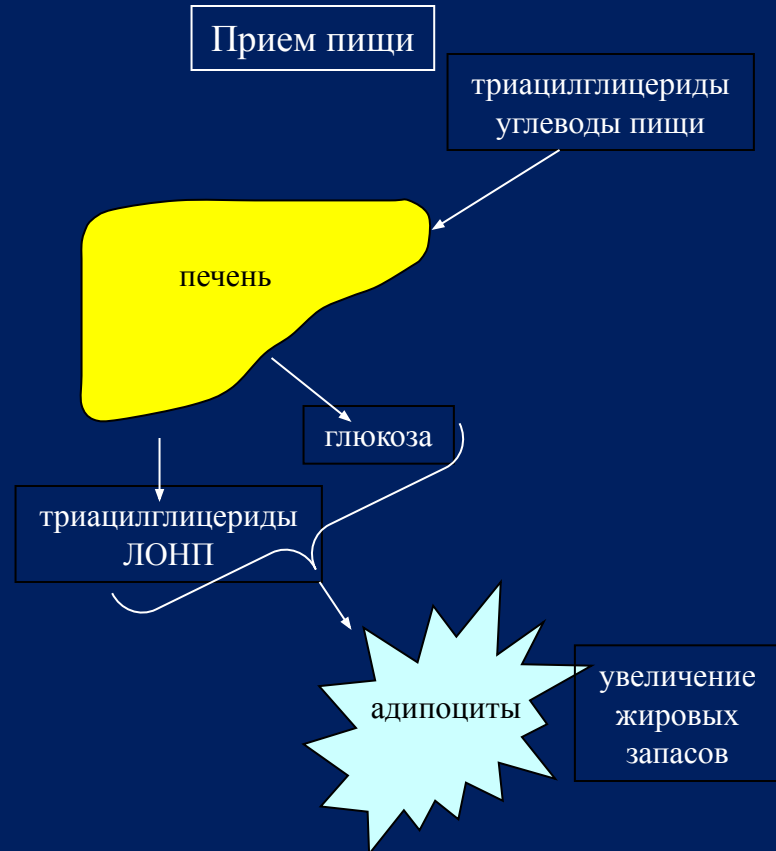 Прием пищи
триацилглицериды
углеводы пищи
печень
глюкоза
триацилглицериды
ЛОНП
адипоциты
увеличение
жировых
запасов